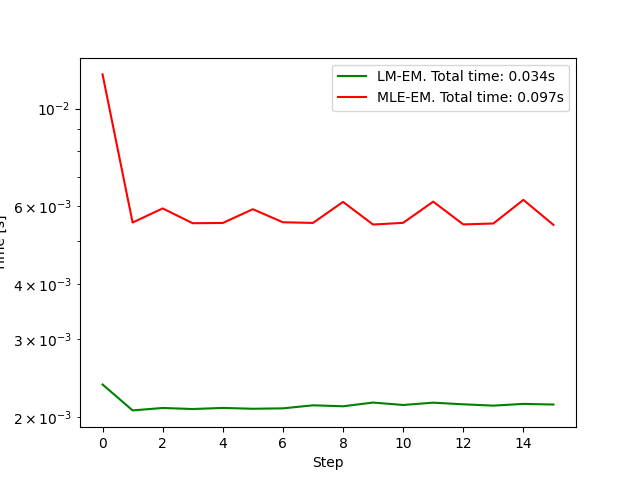 LM-EM. Total time: 0.034s
MLE-EM. Total time: 0.097s
10⁻²
6 × 10⁻³
4 × 10⁻³
3 × 10⁻³
2 × 10⁻³
[s]
0 2 4 6 8 10 12 14
Step